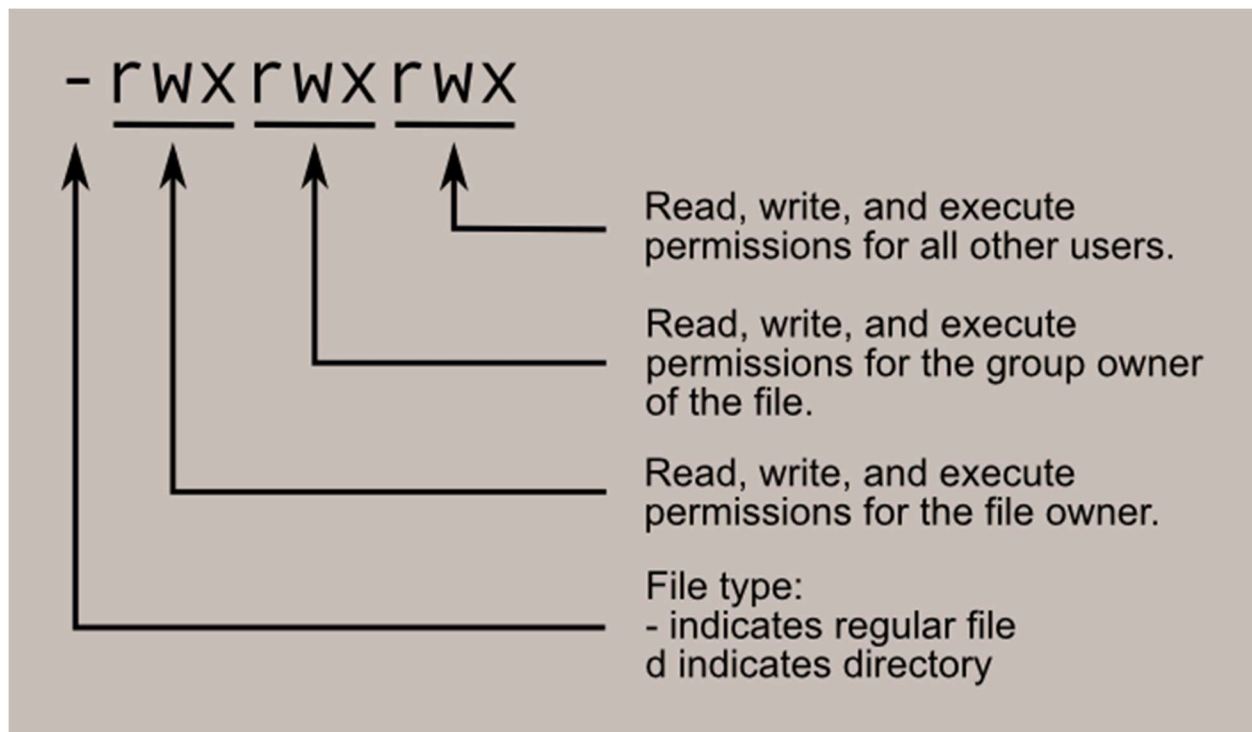 -rwxrwxrwx
Read, write, and execute
permissions for all other users.
Read, write, and execute
permissions for the group owner
of the file.
Read, write, and execute
permissions for the file owner.
File type:
- indicates regular file
d indicates directory